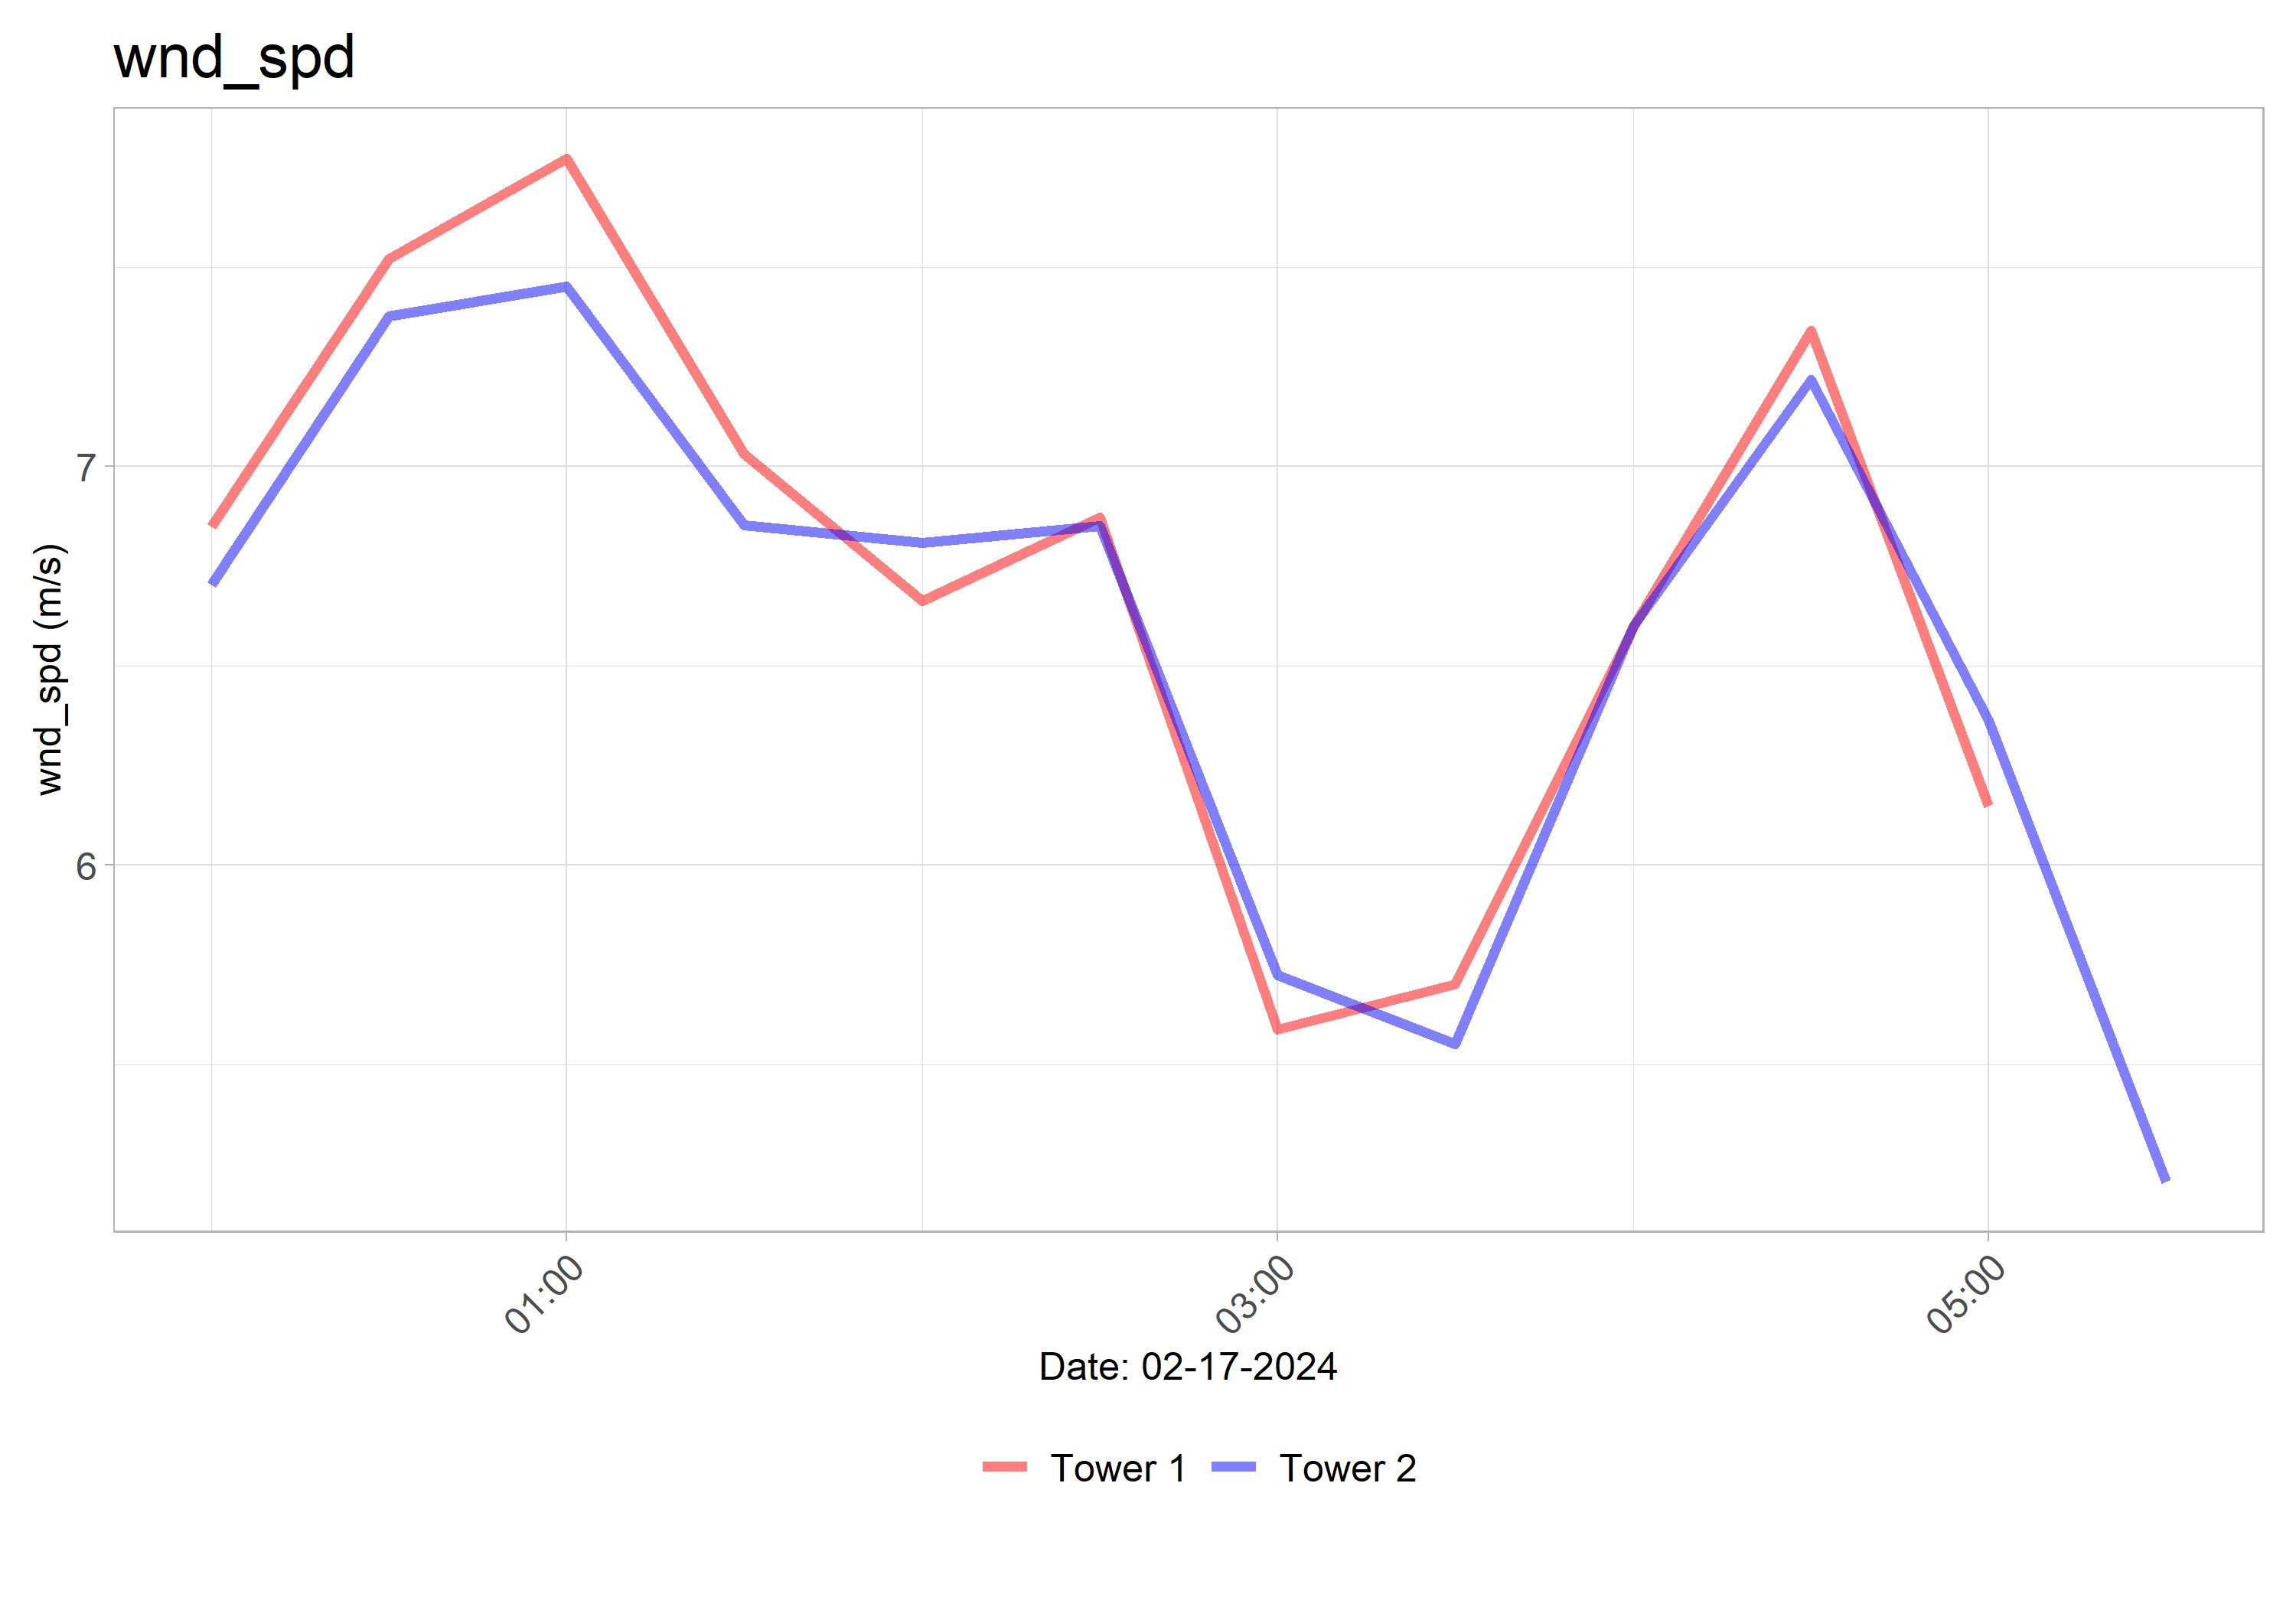 wnd_spd
wnd_spd (m/s)
7
6
01:00
03:00
05:00
Date: 02-17-2024
Tower 1
Tower 2